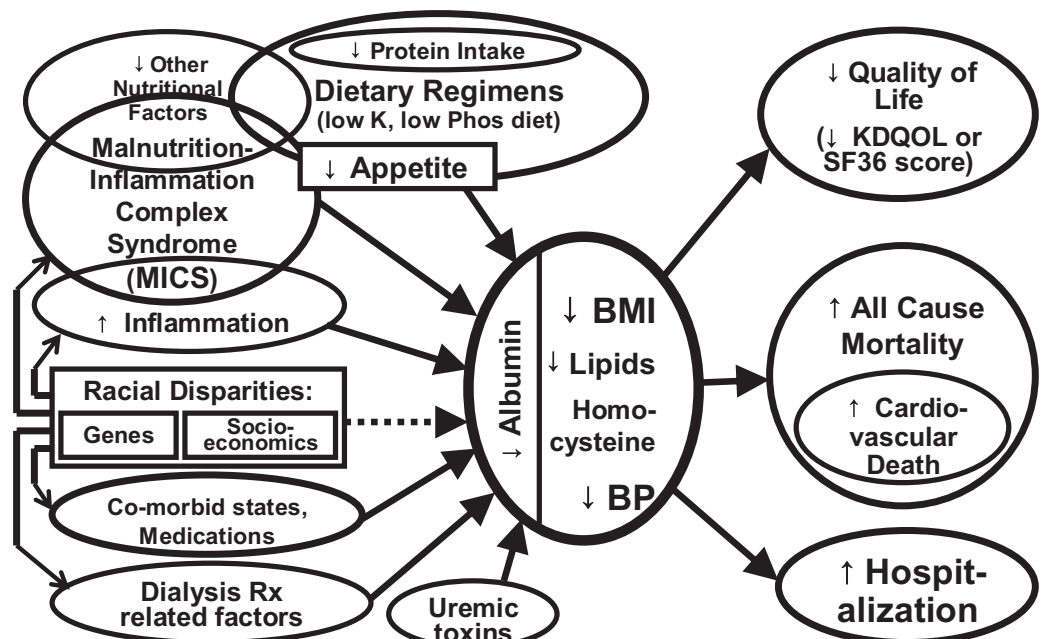 ↓ Other
Nutritional
Factors
↓ Protein Intake
Dietary Regimens
(low K, low Phos diet)
↓ Appetite
Malnutrition-
Inflammation
Complex
Syndrome
(MICS)
↑ Inflammation
Racial Disparities:
Genes
Socio-
economics
Co-morbid states,
Medications
Dialysis Rx
related factors
Uremic
toxins
↓ Albumin
↓ BMI
↓ Lipids
Homo-
cysteine
↓ BP
↓ Quality of
Life
(↓ KDQOL or
SF36 score)
↑ All Cause
Mortality
↑ Cardio-
vascular
Death
↑ Hospit-
alization